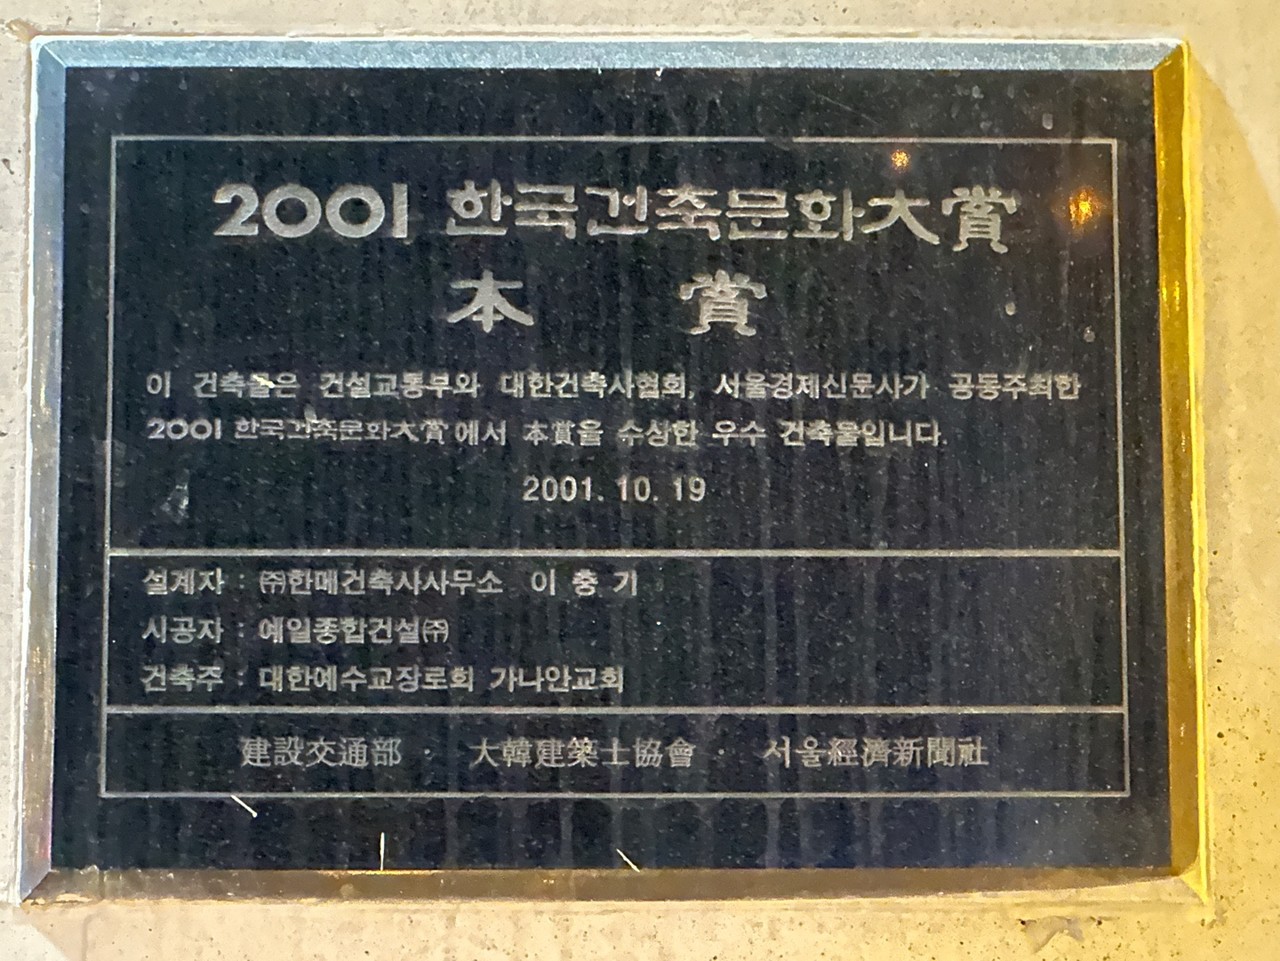 2001 한국건축문화大賞
本 賞
이 건축물은 건설교통부와 대한건축사협회, 서울경제신문사가 공동주최한
2001 한국건축문화大賞에서 本賞을 수상한 우수 건축물입니다.
2001. 10. 19
설계자 : ㈜한메건축사사무소 이 충 기
시공자 : 예일종합건설㈜
건축주 : 대한예수교장로회 가나안교회
建設交通部 · 大韓建築士協會 · 서울經濟新聞社